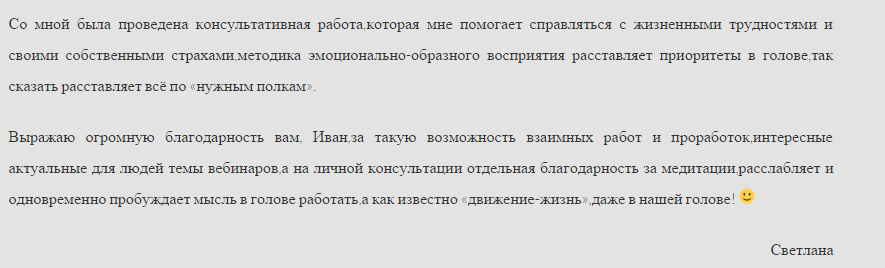 Со мной была проведена консультативная работа,которая мне помогает справляться с жизненными трудностями и
своими собственными страхами,методика эмоционально-образного восприятия расставляет приоритеты в голове,так
сказать расставляет всё по «нужным полкам».
Выражаю огромную благодарность вам, Иван,за такую возможность взаимных работ и проработок,интересные
актуальные для людей темы вебинаров,а на личной консультации отдельная благодарность за медитации,расслабляет и
одновременно пробуждает мысль в голове работать,а как известно «движение-жизнь»,даже в нашей голове! 🙂
Светлана